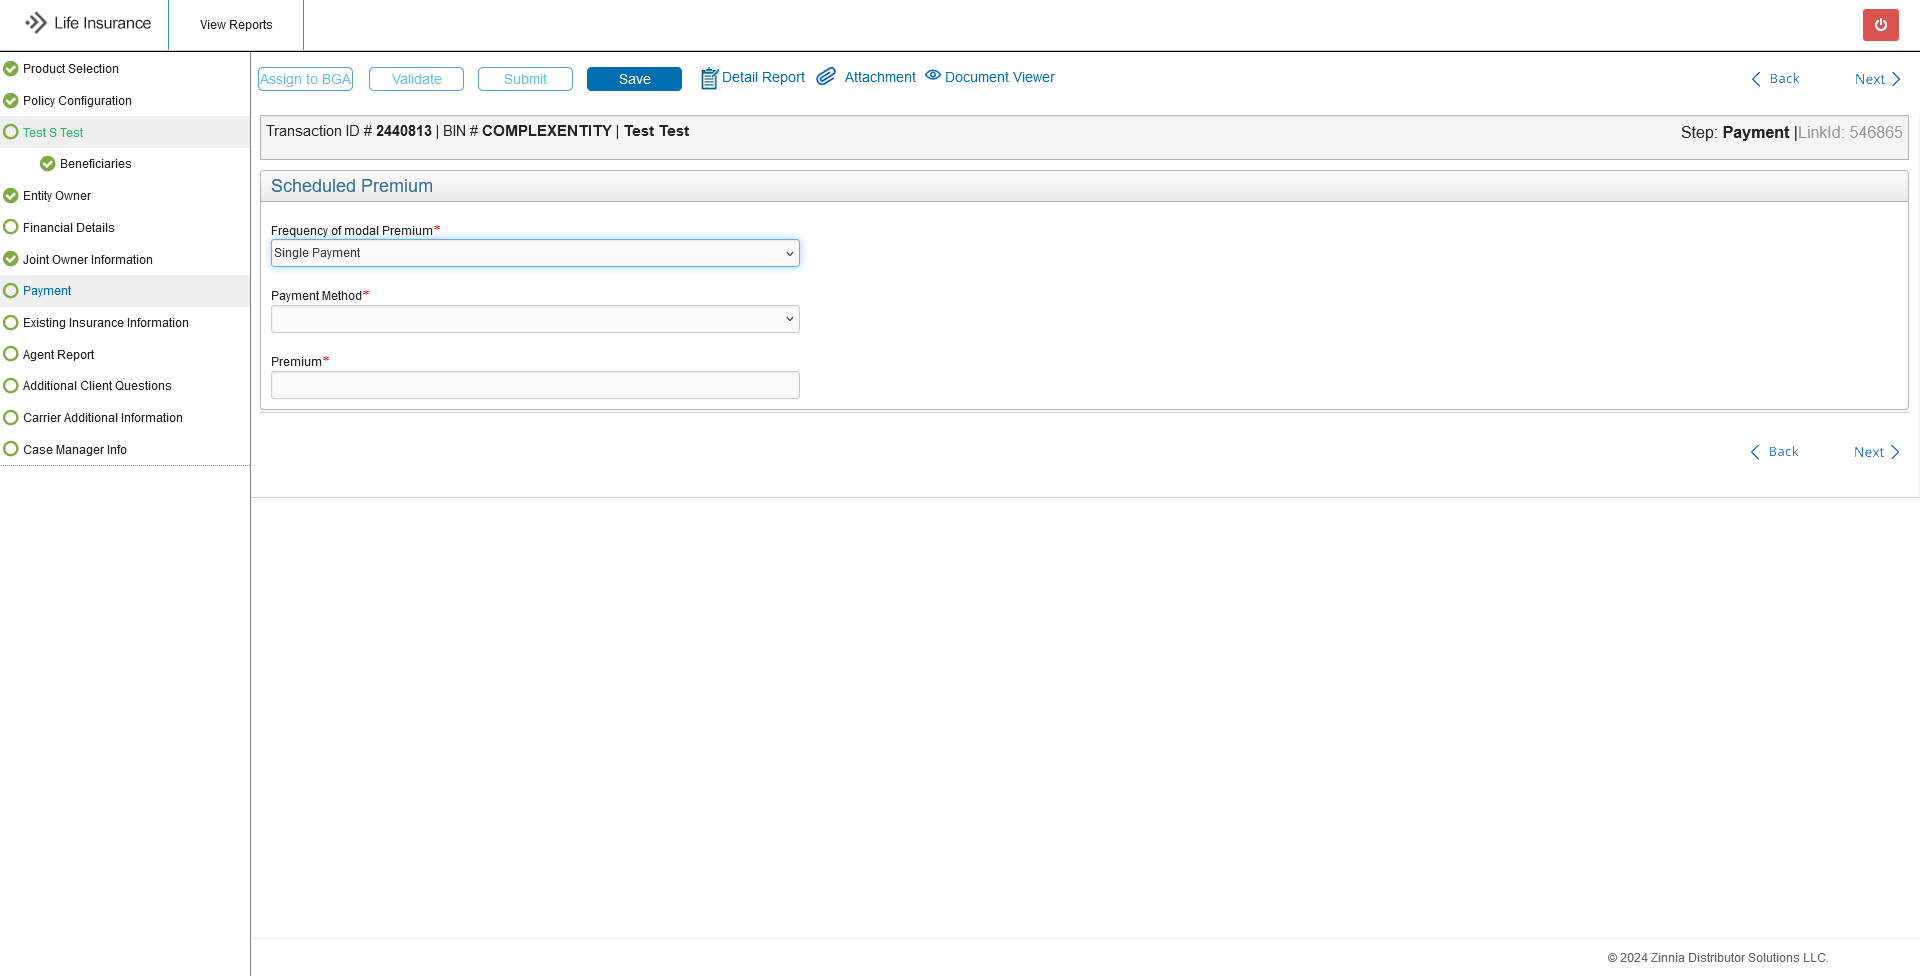 Life Insurance
View Reports
Product Selection
Policy Configuration
Test S Test
Beneficiaries
Entity Owner
Financial Details
Joint Owner Information
Payment
Existing Insurance Information
Agent Report
Additional Client Questions
Carrier Additional Information
Case Manager Info
Assign to BGA Validate Submit Save Detail Report Attachment Document Viewer Back Next
Transaction ID # 2440813 | BIN # COMPLEXENTITY | Test Test
Step: Payment |LinkId: 546865
Scheduled Premium
Frequency of modal Premium*
Single Payment
Payment Method*
Premium*
Back Next
© 2024 Zinnia Distributor Solutions LLC.